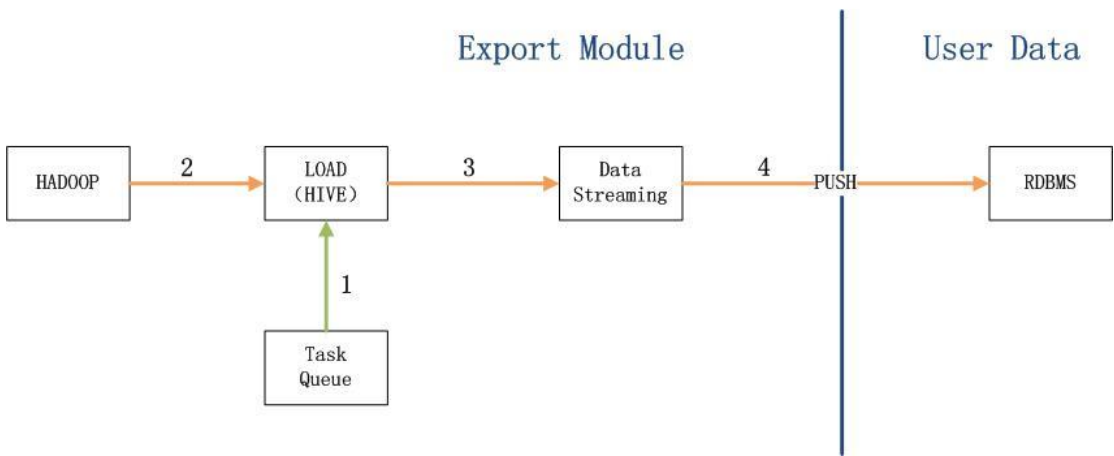 Export Module
User Data
HADOOP
2
LOAD
(HIVE)
3
Data
Streaming
4
PUSH
RDBMS
1
Task
Queue